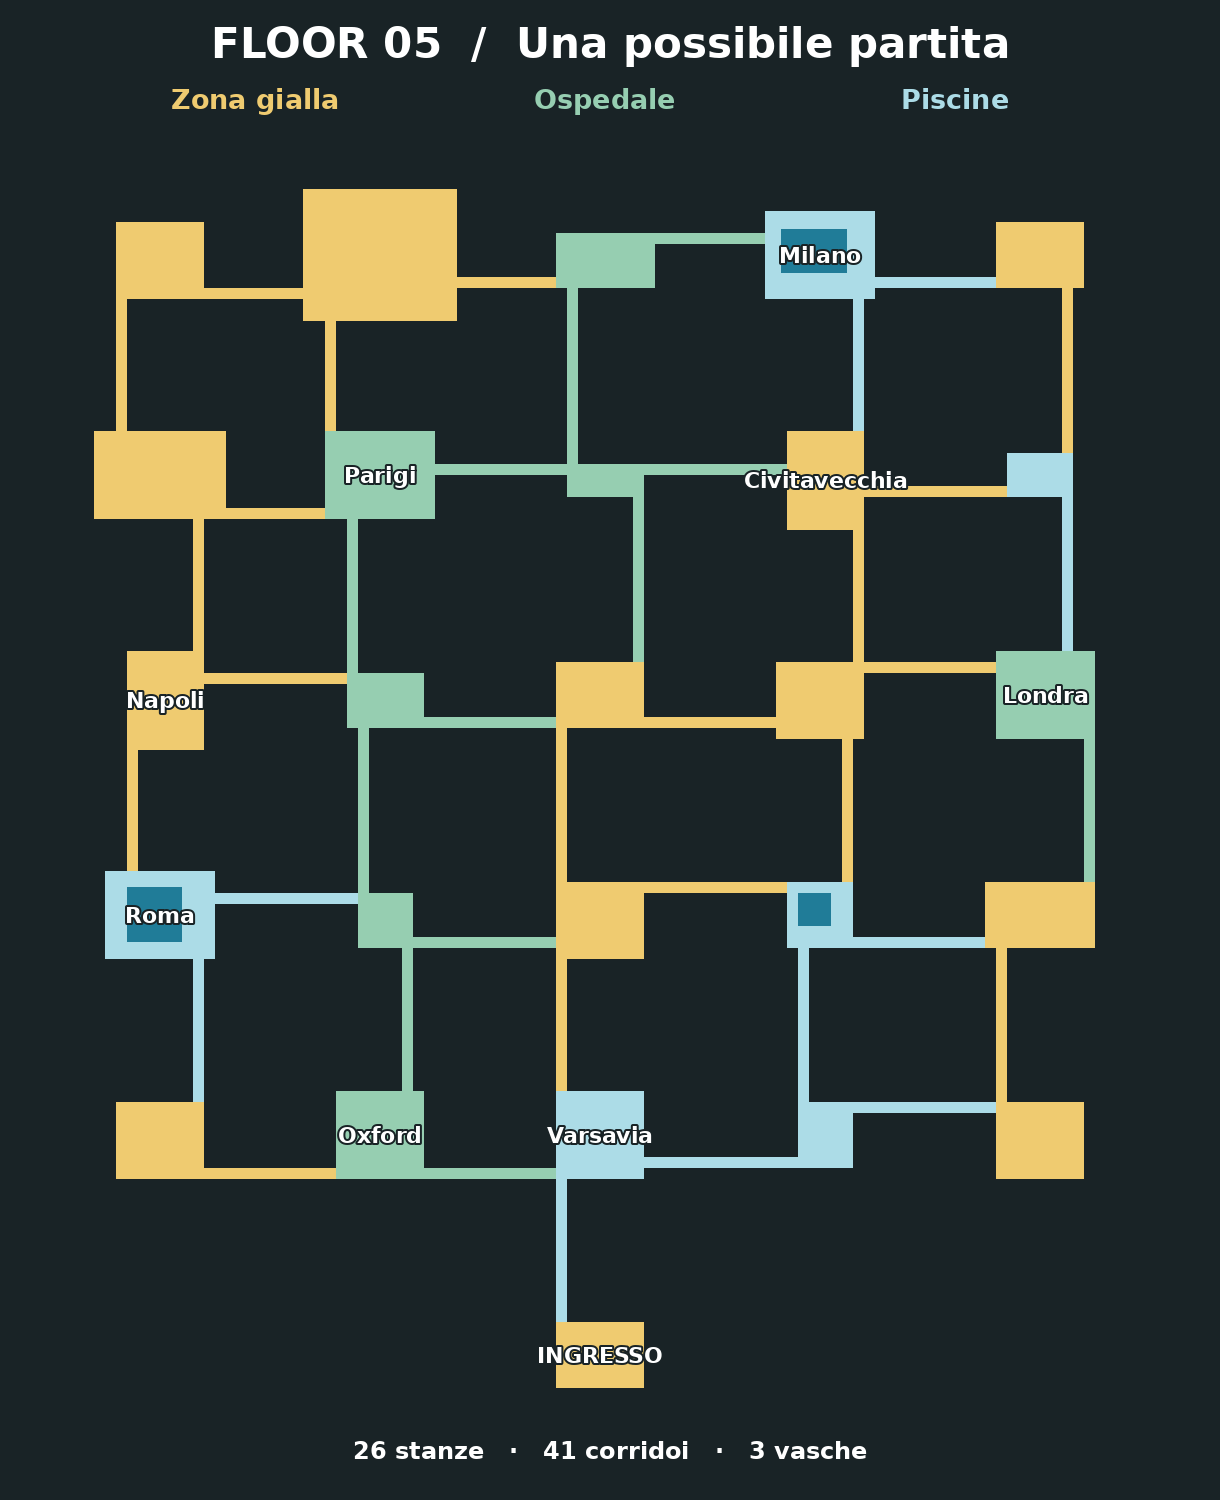 FLOOR 05 / Una possibile partita
Zona gialla
Ospedale
Piscine
Milano
Parigi
Civitavecchia
Napoli
Londra
Roma
Oxford
Varsavia
INGRESSO
26 stanze · 41 corridoi · 3 vasche